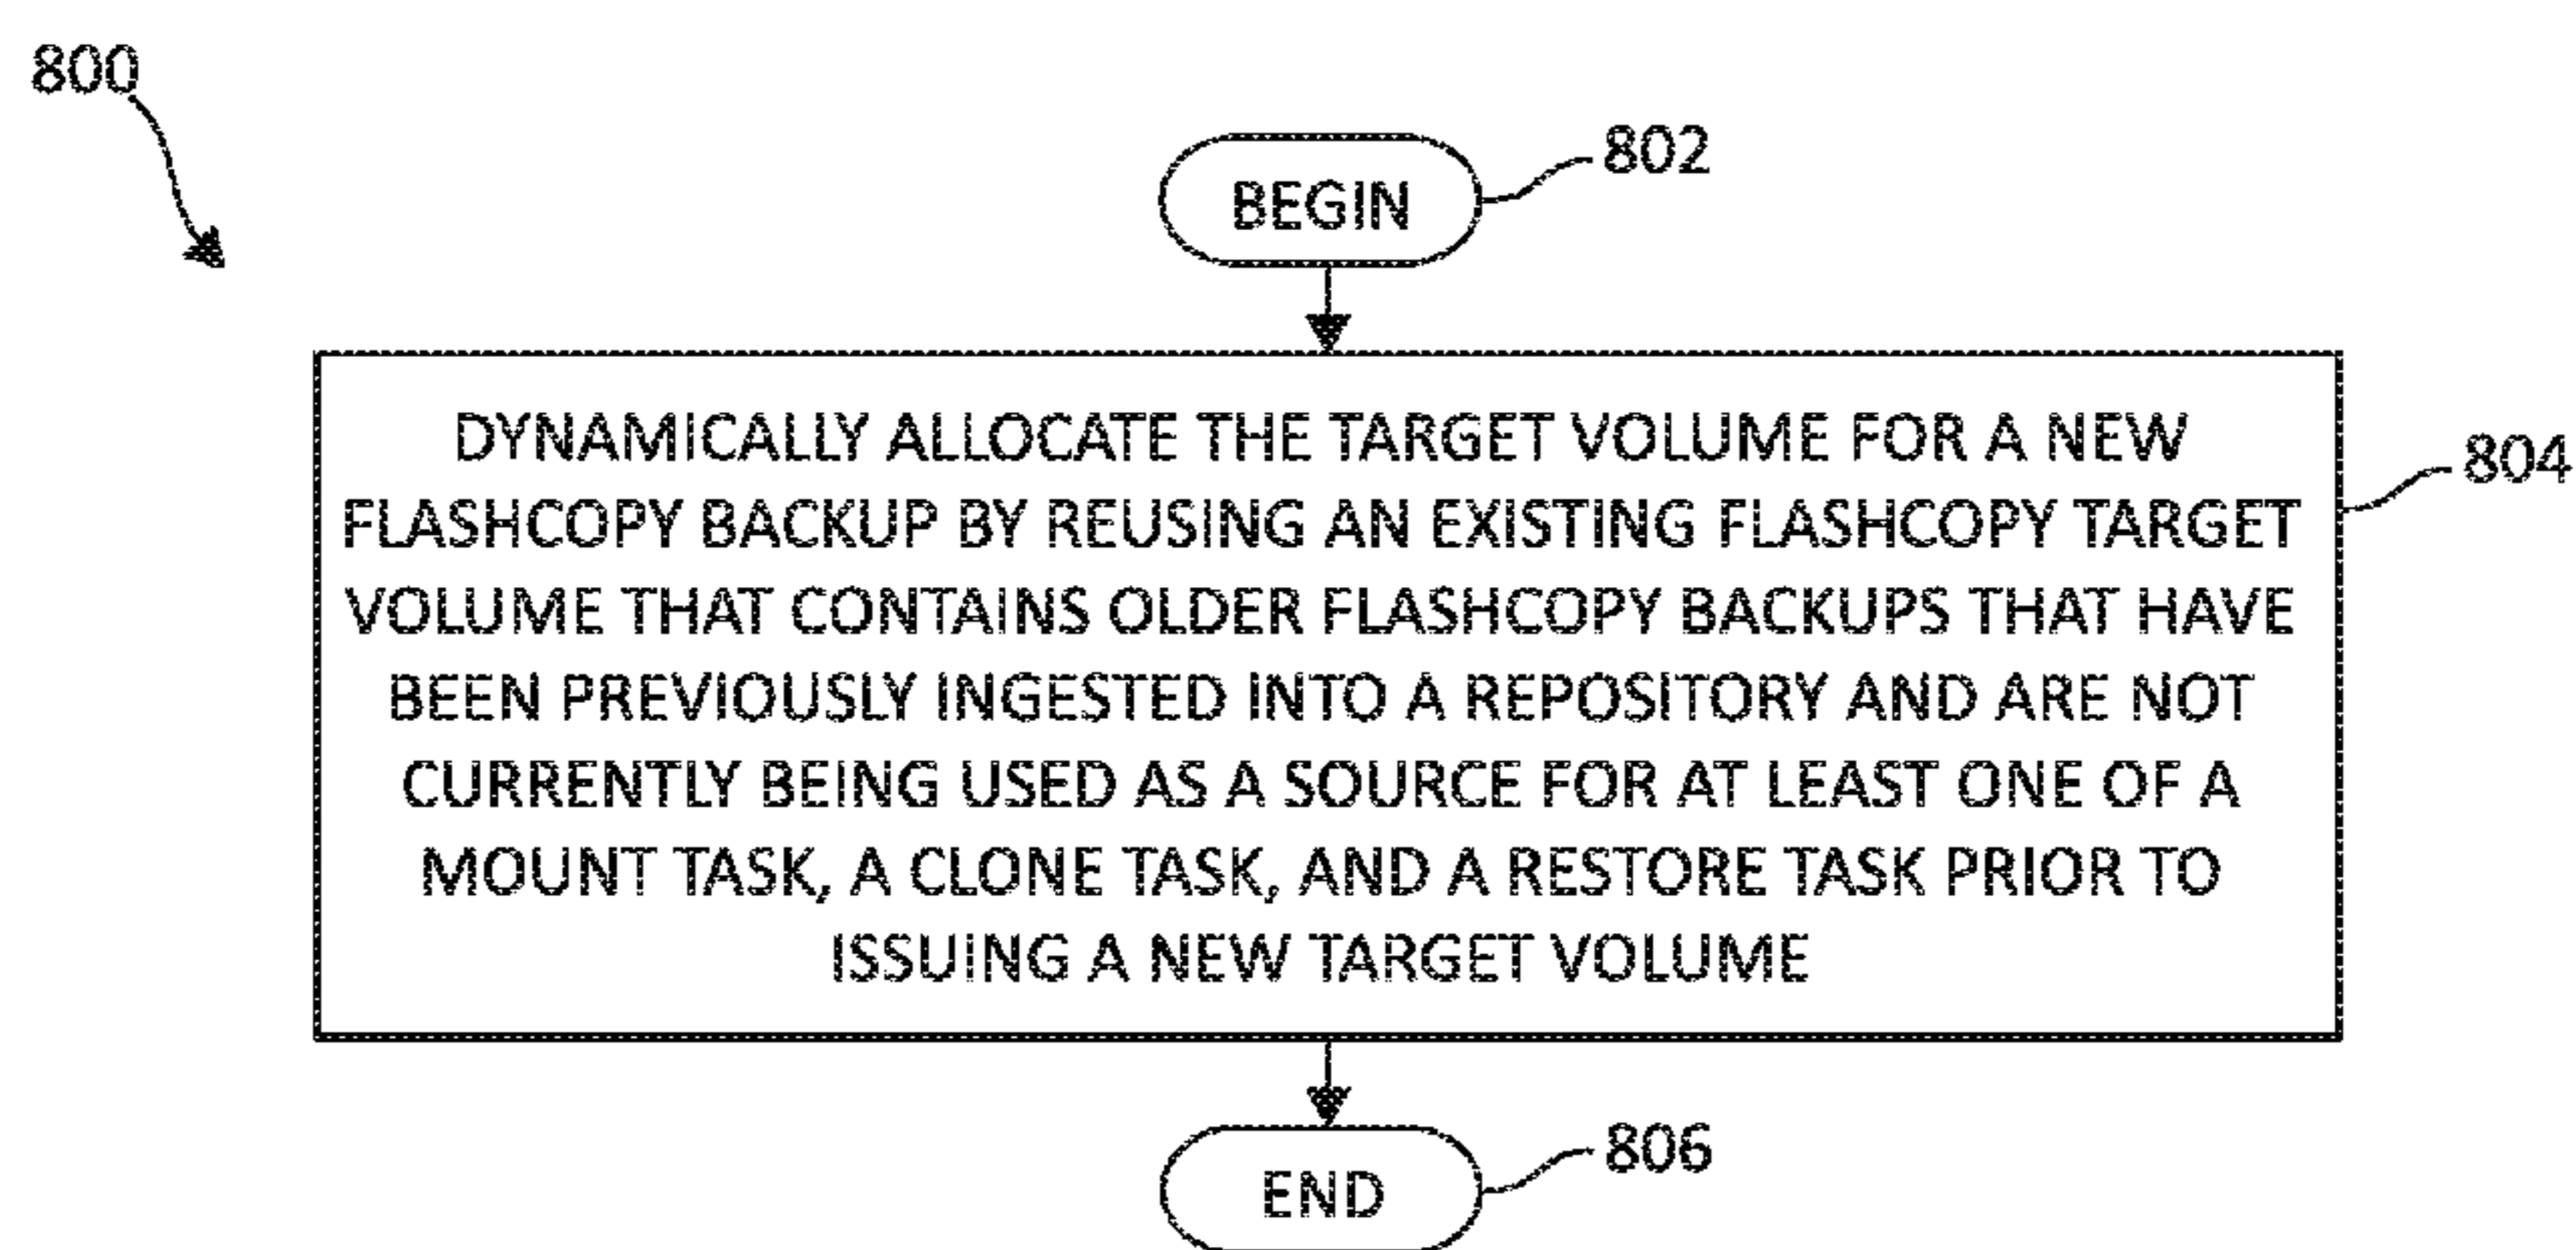 800
802
BEGIN
DYNAMICALLY ALLOCATE THE TARGET VOLUME FOR A NEW
804
FLASHCOPY BACKUP BY REUSING AN EXISTING FLASHCOPY TARGET
VOLUME THAT CONTAINS OLDER FLASHCOPY BACKUPS THAT HAVE
BEEN PREVIOUSLY INGESTED INTO A REPOSITORY AND ARE NOT
CURRENTLY BEING USED AS A SOURCE FOR AT LEAST ONE OF A
MOUNT TASK, A CLONE TASK, AND A RESTORE TASK PRIOR TO
ISSUING A NEW TARGET VOLUME
806
END